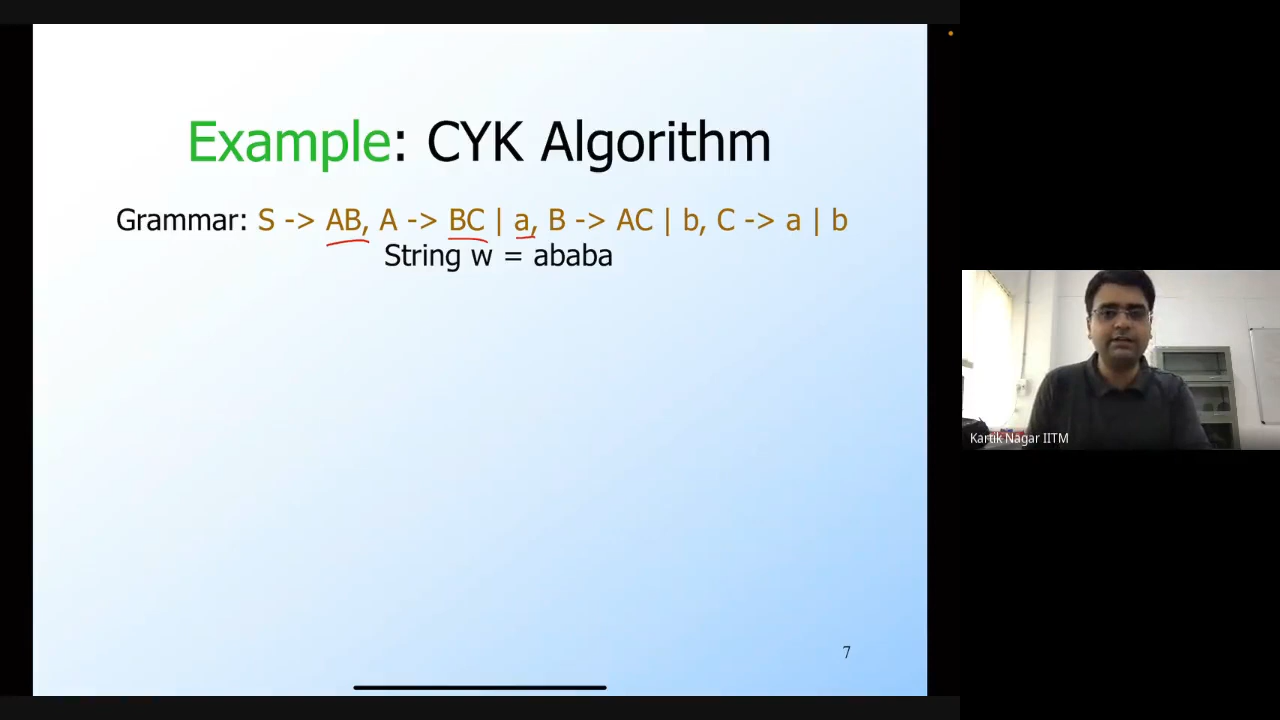 Example: CYK Algorithm
Grammar: S -> AB, A -> BC | a, B -> AC | b, C -> a | b
String w = ababa
Kartik Nagar IITM
7